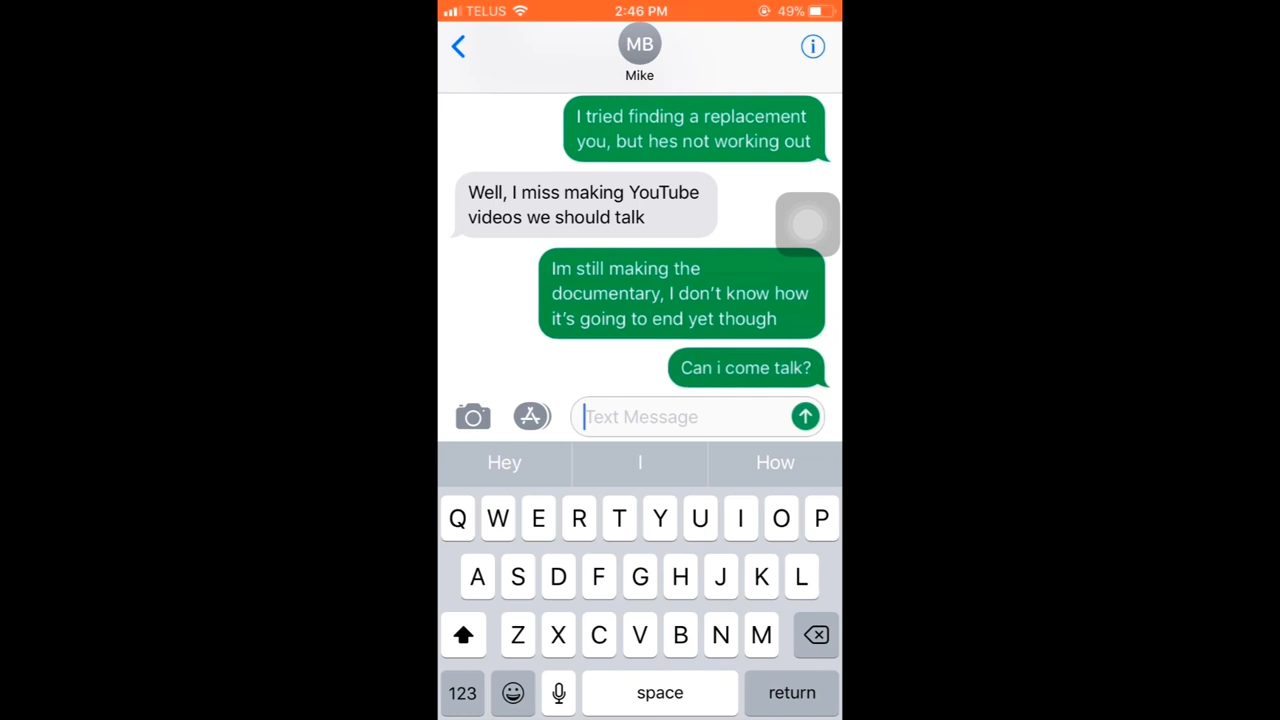 TELUS 2:46 PM 49%
MB
Mike
I tried finding a replacement
you, but hes not working out
Well, I miss making YouTube
videos we should talk
Im still making the
documentary, I don't know how
it's going to end yet though
Can i come talk?
Text Message
Hey I How
Q W E R T Y U I O P
A S D F G H J K L
Z X C V B N M
123 space return